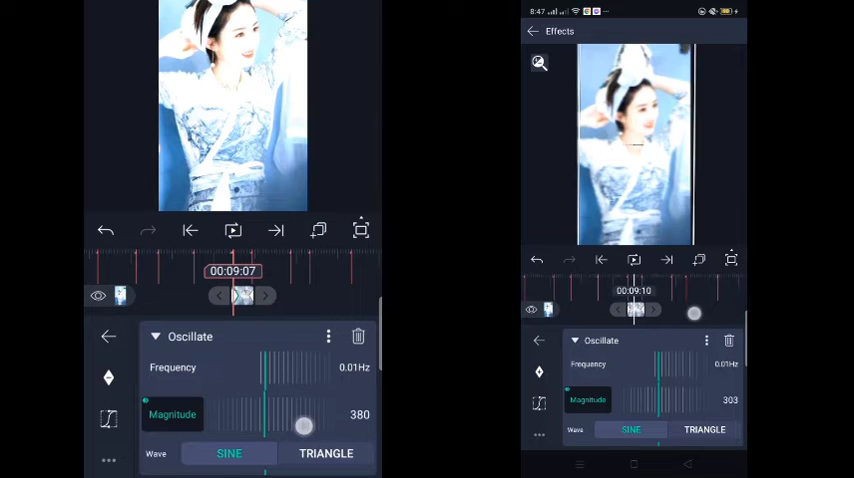 00:09:07
Oscillate
Frequency 0.01Hz
Magnitude 380
Wave SINE TRIANGLE
8:47
Effects
00:09:10
Oscillate
Frequency 0.01Hz
Magnitude 303
Wave SINE TRIANGLE